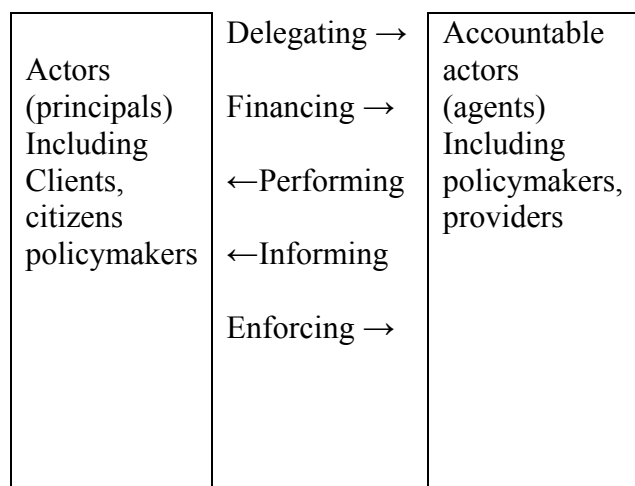 Actors
(principals)
Including
Clients,
citizens
policymakers
Delegating →
Financing →
←Performing
←Informing
Enforcing →
Accountable
actors
(agents)
Including
policymakers,
providers